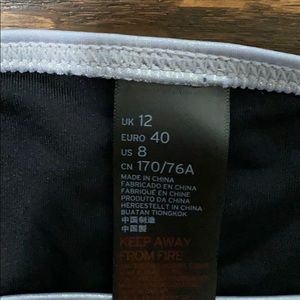 UK 12
EURO 40
US 8
CN 170/76A
MADE IN CHINA
FABRICADO EN CHINA
FABRIQUÉ EN CHINE
PRODUTO DA CHINA
HERGESTELLT IN CHINA
BUATAN TIONGKOK
中国制造
中國製
KEEP AWAY
FROM FIRE